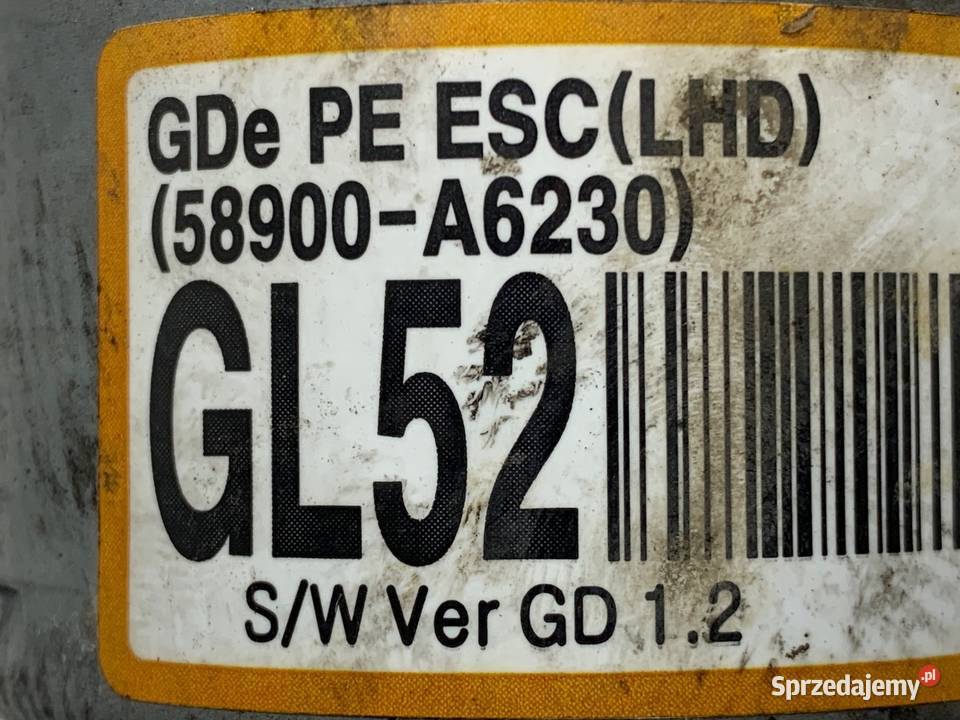 GDe PE ESC(LHD)
(58900-A6230)
GL52
S/W Ver GD 1.2
Sprzedajemy.pl